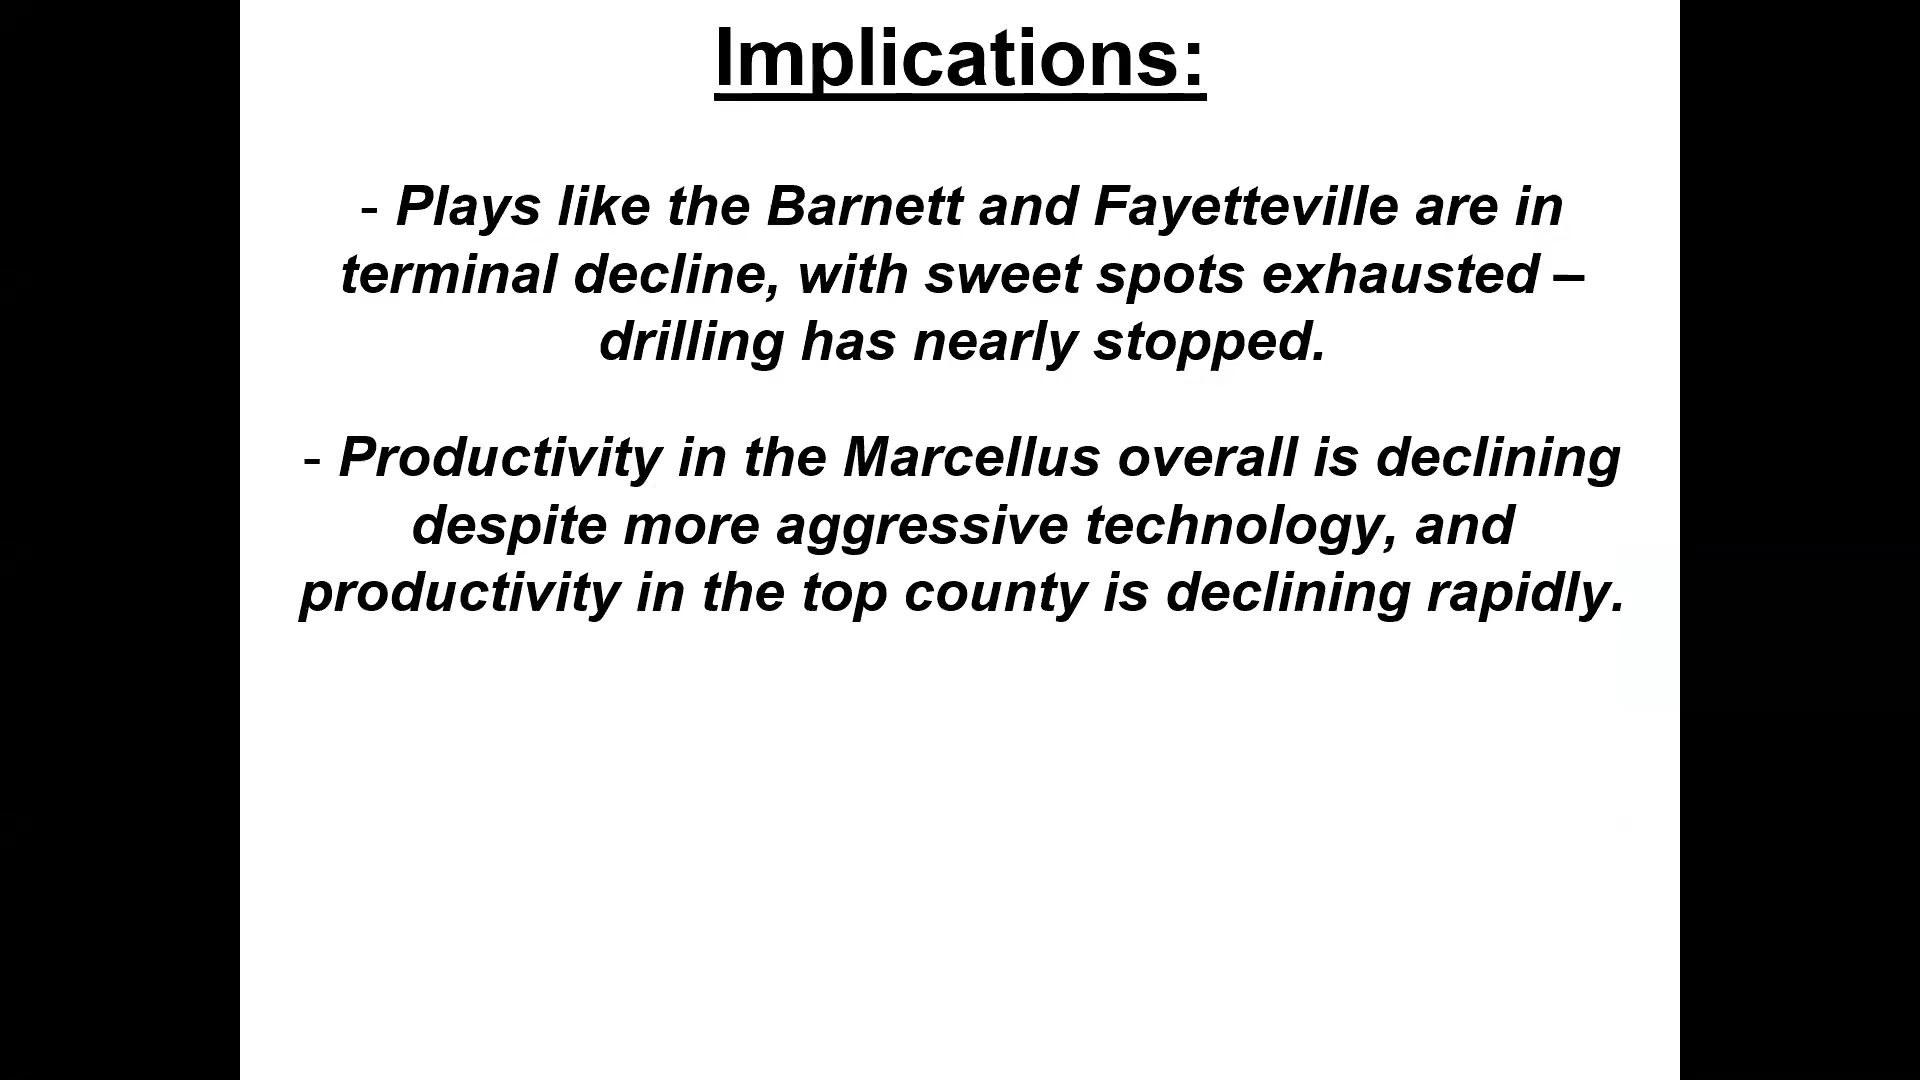 Implications:
- Plays like the Barnett and Fayetteville are in
terminal decline, with sweet spots exhausted –
drilling has nearly stopped.
- Productivity in the Marcellus overall is declining
despite more aggressive technology, and
productivity in the top county is declining rapidly.